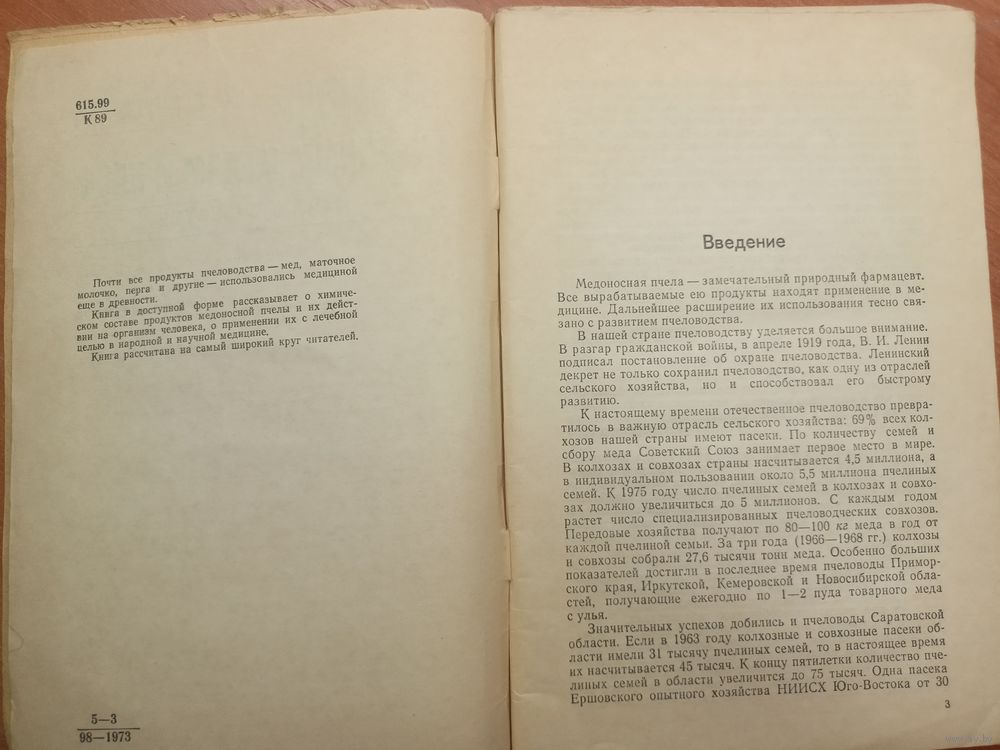 615.99
К 89
Почти все продукты пчеловодства — мед, маточное
молочко, перга и другие — использовались медициной
еще в древности.
Книга в доступной форме рассказывает о химиче-
ском составе продуктов медоносной пчелы и их дейст-
вии на организм человека, о применении их с лечебной
целью в народной и научной медицине.
Книга рассчитана на самый широкий круг читателей.
5—3
98—1973
Введение
Медоносная пчела — замечательный природный фармацевт.
Все вырабатываемые ею продукты находят применение в ме-
дицине. Дальнейшее расширение их использования тесно свя-
зано с развитием пчеловодства.
В нашей стране пчеловодству уделяется большое внимание.
В разгар гражданской войны, в апреле 1919 года, В. И. Ленин
подписал постановление об охране пчеловодства. Ленинский
декрет не только сохранил пчеловодство, как одну из отраслей
сельского хозяйства, но и способствовал его быстрому
развитию.
К настоящему времени отечественное пчеловодство превра-
тилось в важную отрасль сельского хозяйства: 69% всех кол-
хозов нашей страны имеют пасеки. По количеству семей и
сбору меда Советский Союз занимает первое место в мире.
В колхозах и совхозах страны насчитывается 4,5 миллиона, а
в индивидуальном пользовании около 5,5 миллиона пчелиных
семей. К 1975 году число пчелиных семей в колхозах и совхо-
зах должно увеличиться до 5 миллионов. С каждым годом
растет число специализированных пчеловодческих совхозов.
Передовые хозяйства получают по 80—100 кг меда в год от
каждой пчелиной семьи. За три года (1966—1968 гг.) колхозы
и совхозы собрали 27,6 тысячи тонн меда. Особенно больших
показателей достигли в последнее время пчеловоды Примор-
ского края, Иркутской, Кемеровской и Новосибирской обла-
стей, получающие ежегодно по 1—2 пуда товарного меда
с улья.
Значительных успехов добились и пчеловоды Саратовской
области. Если в 1963 году колхозные и совхозные пасеки об-
ласти имели 31 тысячу пчелиных семей, то в настоящее время
их насчитывается 45 тысяч. К концу пятилетки количество пче-
линых семей в области увеличится до 75 тысяч. Одна пасека
Ершовского опытного хозяйства НИИСХ Юго-Востока от 30
3